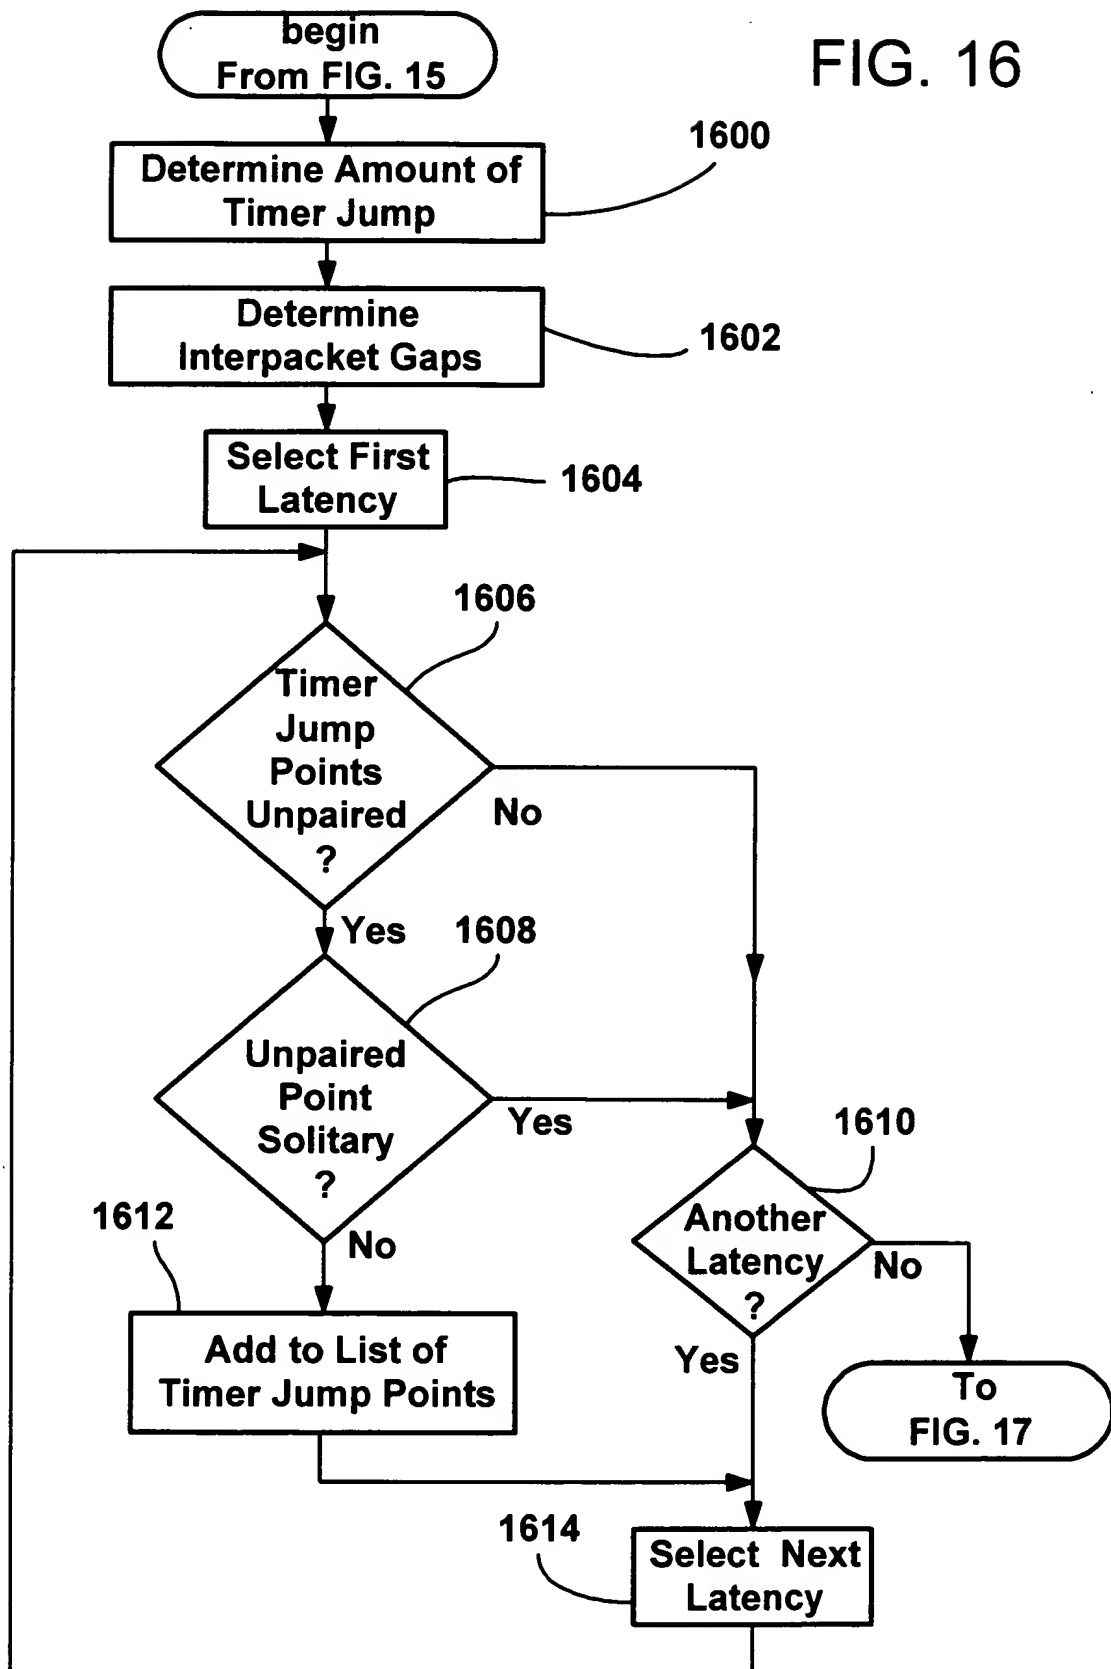 begin
From FIG. 15
FIG. 16
1600
Determine Amount of
Timer Jump
Determine
Interpacket Gaps
1602
Select First
Latency
1604
1606
Timer
Jump
Points
Unpaired
?
No
Yes
1608
Unpaired
Point
Solitary
?
Yes
1610
Another
Latency
?
No
1612
No
Yes
Add to List of
Timer Jump Points
To
FIG. 17
1614
Select Next
Latency